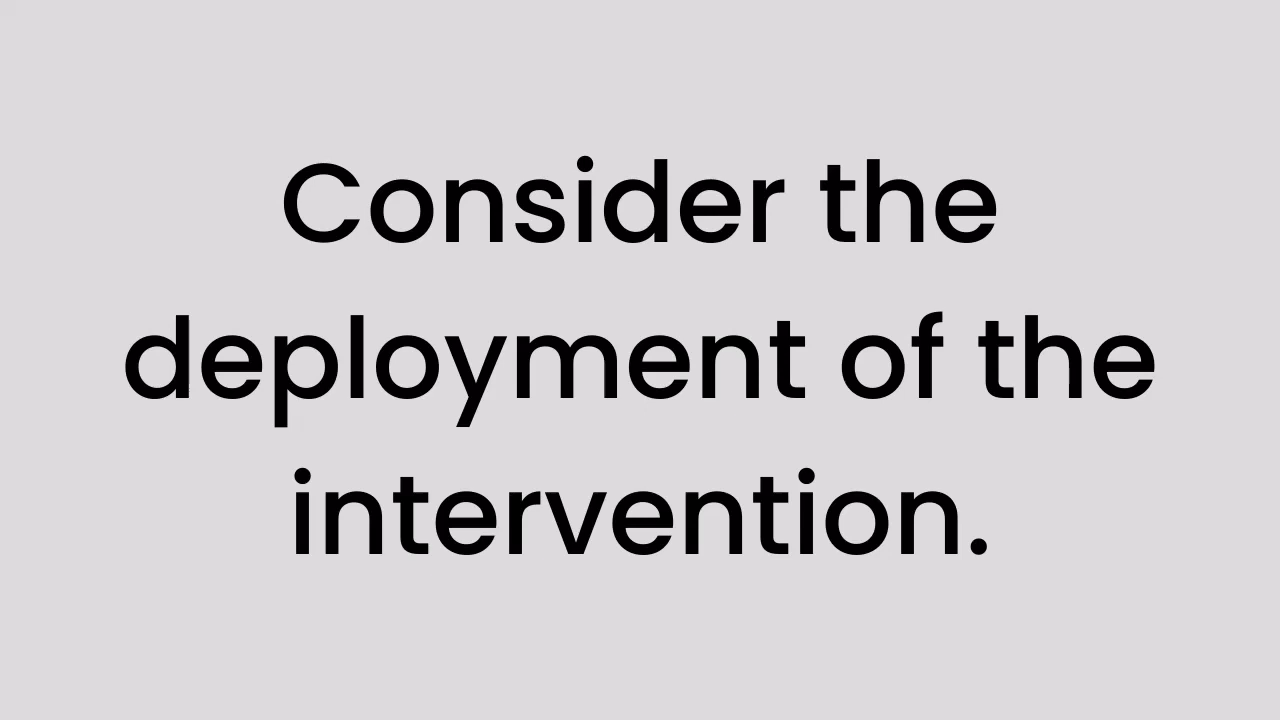 Consider the
deployment of the
intervention.